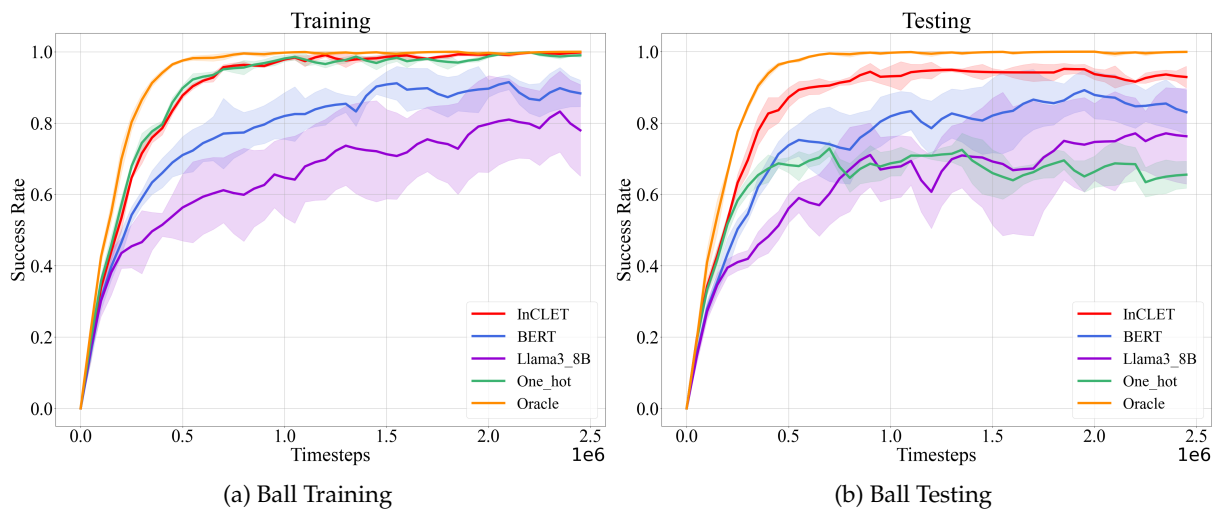 Training
Success Rate
1.0
0.8
0.6
0.4
0.2
0.0
0.0 0.5 1.0 1.5 2.0 2.5
Timesteps
1e6
InCLET
BERT
Llama3_8B
One_hot
Oracle
(a) Ball Training
Testing
Success Rate
1.0
0.8
0.6
0.4
0.2
0.0
0.0 0.5 1.0 1.5 2.0 2.5
Timesteps
1e6
InCLET
BERT
Llama3_8B
One_hot
Oracle
(b) Ball Testing